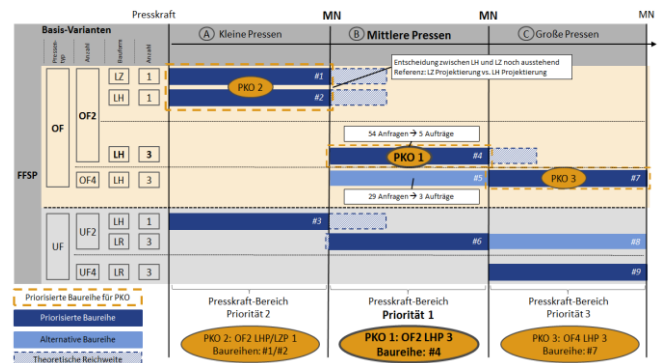 Presskraft MN MN MN
Basis-Varianten
Pressen-typ Anzahl Bauform Anzahl
A Kleine Pressen B Mittlere Pressen C Große Pressen
LZ 1 #1
PKO 2
LH 1 #2
Entscheidung zwischen LH und LZ noch ausstehend
Referenz: LZ Projektierung vs. LH Projektierung
OF OF2
54 Anfragen → 5 Aufträge
LH 3 PKO 1 #4
FFSP
OF4 LH 3 #5 PKO 3 #7
29 Anfragen → 3 Aufträge
UF UF2 LH 1 #3
LR 3 #6 #8
UF4 LR 3 #9
Priorisierte Baureihe für PKO
Priorisierte Baureihe
Alternative Baureihe
Theoretische Reichweite
Presskraft-Bereich
Priorität 2
Presskraft-Bereich
Priorität 1
Presskraft-Bereich
Priorität 3
PKO 2: OF2 LHP/LZP 1
Baureihen: #1/#2
PKO 1: OF2 LHP 3
Baureihe: #4
PKO 3: OF4 LHP 3
Baureihe: #7